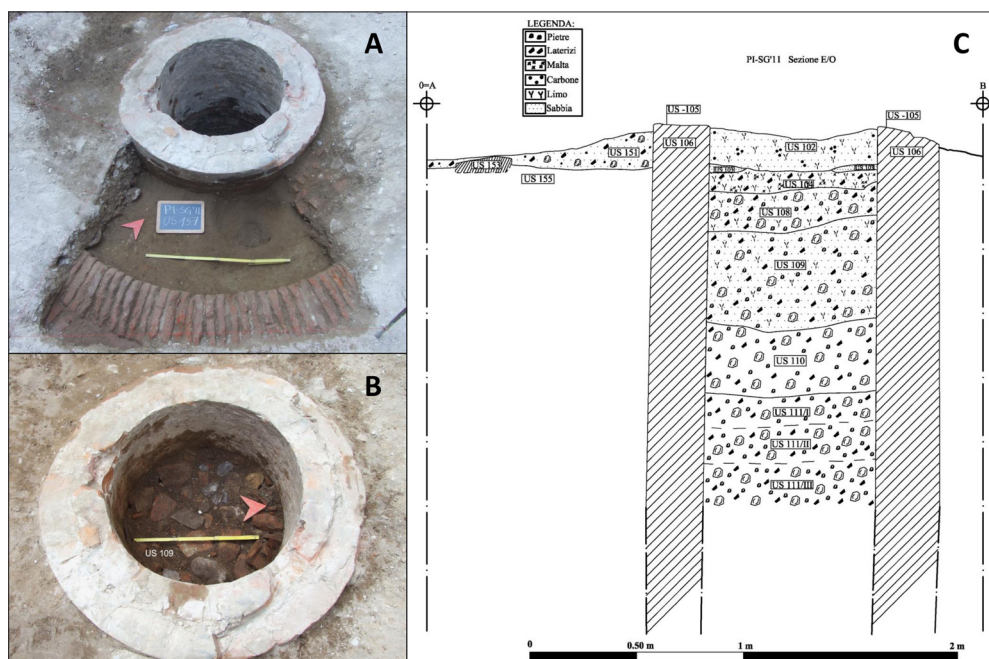 A
PI-SG'11
US 157
B
US 109
C
LEGENDA:
Pietre
Laterizi
Malta
Carbone
Limo
Sabbia
PI-SG'11 Sezione E/O
0=A
B
US -105
US -105
US 106
US 106
US 102
US 151
US 153
US 155
US 104
US 108
US 109
US 110
US 111/I
US 111/II
US 111/III
0
0.50 m
1 m
2 m